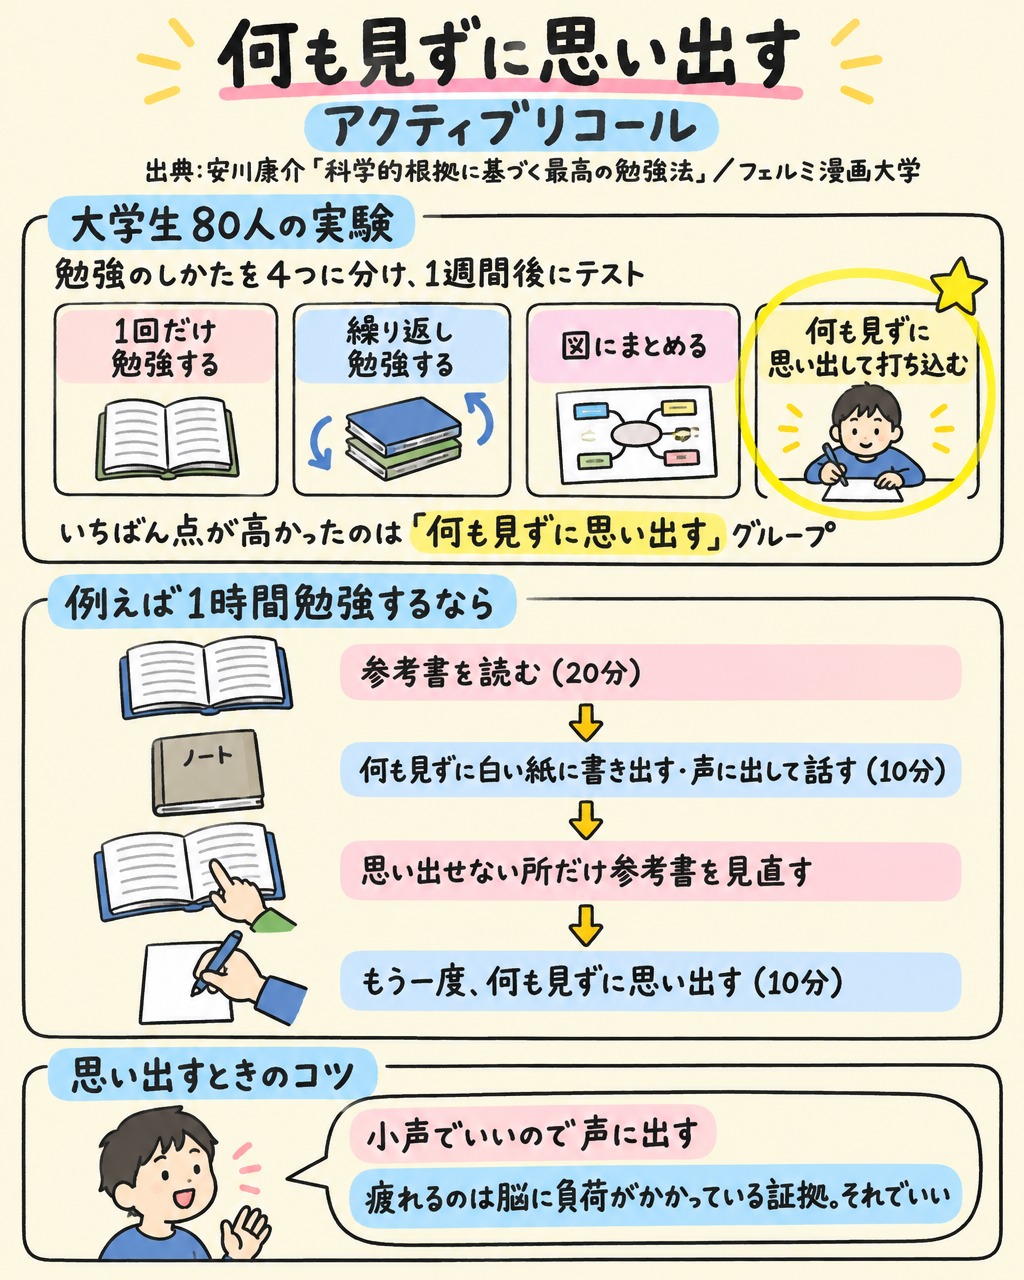 何も見ずに思い出す
アクティブリコール
出典:安川康介「科学的根拠に基づく最高の勉強法」/フェルミ漫画大学
大学生80人の実験
勉強のしかたを4つに分け、1週間後にテスト
1回だけ
勉強する
繰り返し
勉強する
図にまとめる
何も見ずに
思い出して打ち込む
いちばん点が高かったのは「何も見ずに思い出す」グループ
例えば1時間勉強するなら
参考書を読む(20分)
ノート
何も見ずに白い紙に書き出す・声に出して話す(10分)
思い出せない所だけ参考書を見直す
もう一度、何も見ずに思い出す(10分)
思い出すときのコツ
小声でいいので声に出す
疲れるのは脳に負荷がかかっている証拠。それでいい